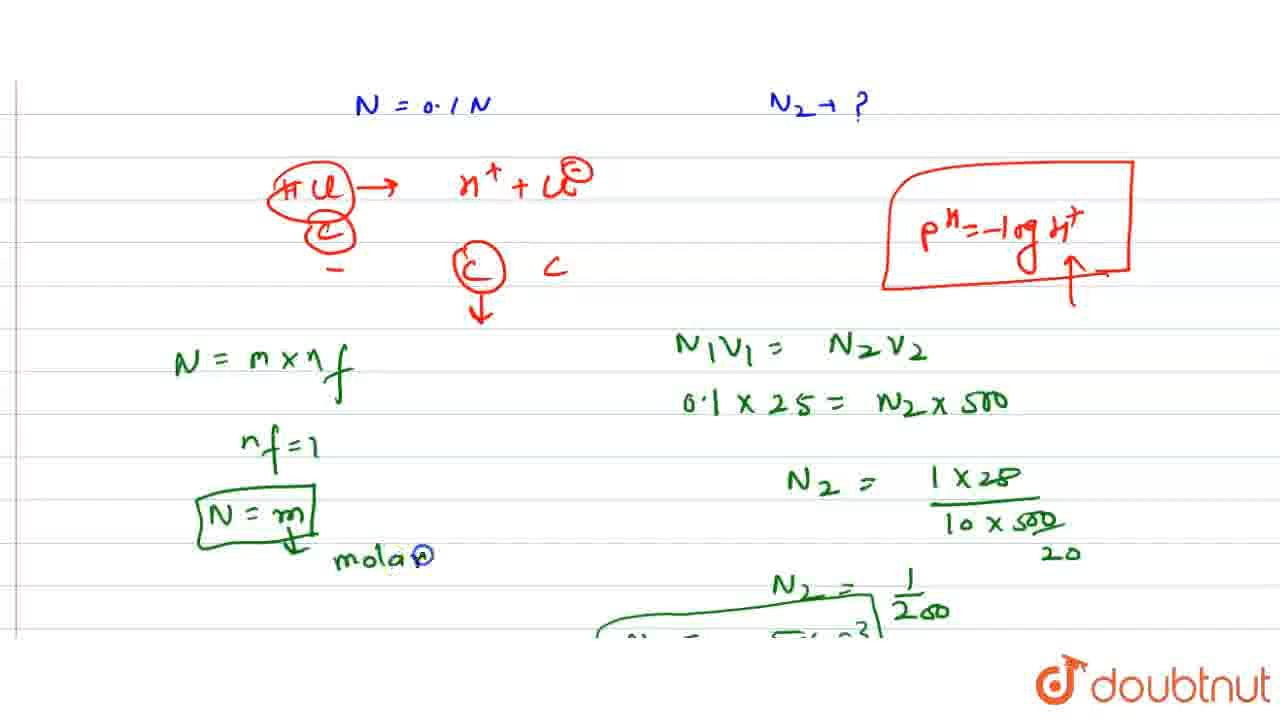 N = 0.1 N
N₂ → ?
HCl → H⁺ + Cl⁻
C
-
C C
pH = -log H⁺
N = m × nf
nf = 1
N = m
molar
N₁V₁ = N₂V₂
0.1 × 25 = N₂ × 500
N₂ = 1 × 25
10 × 500
20
N₂ = 1
200
doubtnut